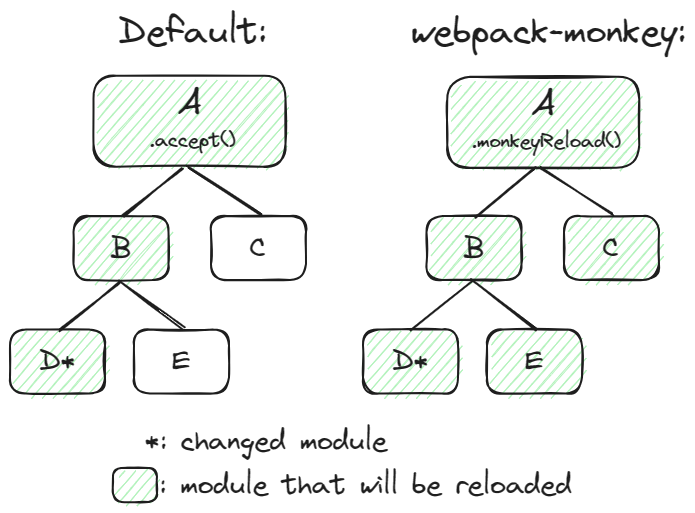 Default:
webpack-monkey:
A
.accept()
A
.monkeyReload()
B
C
B
C
D*
E
D*
E
*: changed module
: module that will be reloaded